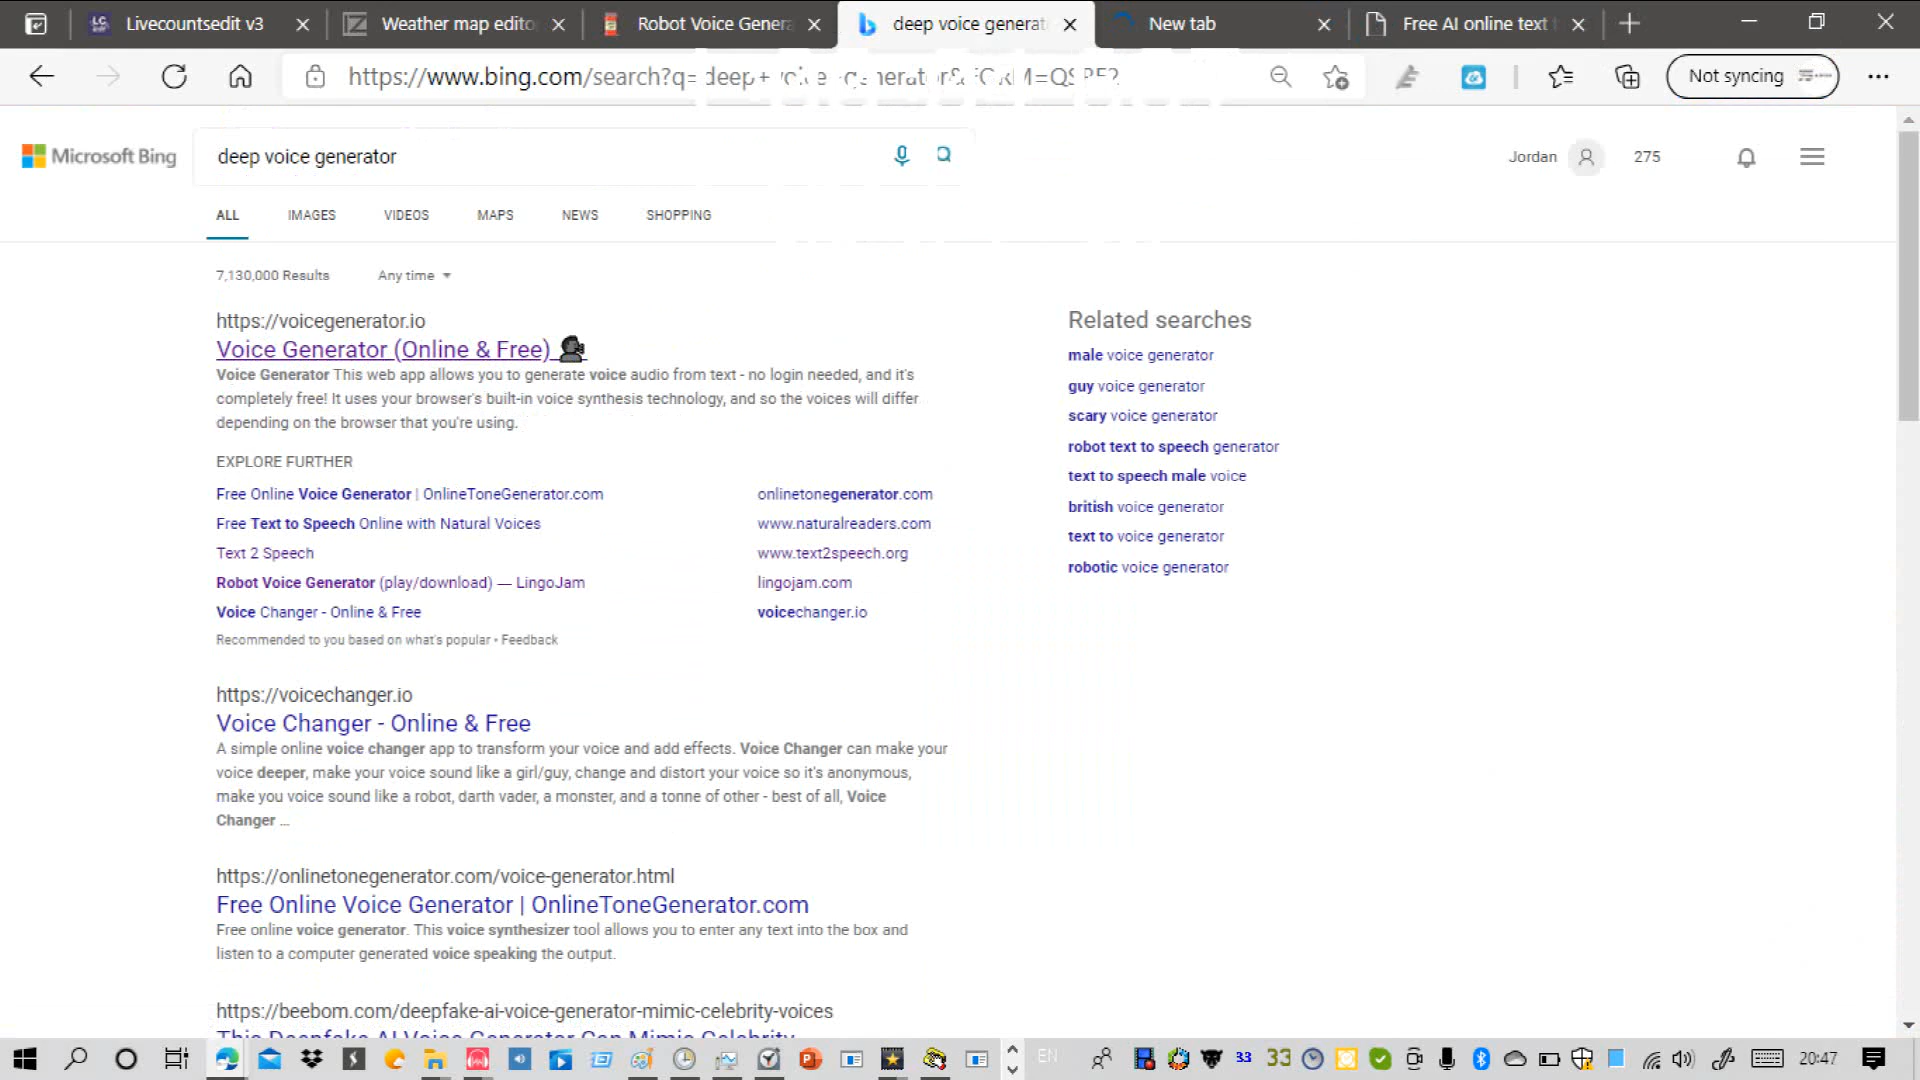 Livecountsedit v3
Weather map edito
Robot Voice Genera
deep voice generat
New tab
Free AI online text
Not syncing
Microsoft Bing
deep voice generator
Jordan
275
ALL
IMAGES
VIDEOS
MAPS
NEWS
SHOPPING
7,130,000 Results
Any time
https://voicegenerator.io
Voice Generator (Online & Free)
Voice Generator This web app allows you to generate voice audio from text - no login needed, and it's
completely free! It uses your browser's built-in voice synthesis technology, and so the voices will differ
depending on the browser that you're using.
EXPLORE FURTHER
Free Online Voice Generator | OnlineToneGenerator.com
onlinetonegenerator.com
Free Text to Speech Online with Natural Voices
www.naturalreaders.com
Text 2 Speech
www.text2speech.org
Robot Voice Generator (play/download) — LingoJam
lingojam.com
Voice Changer - Online & Free
voicechanger.io
Recommended to you based on what's popular • Feedback
https://voicechanger.io
Voice Changer - Online & Free
A simple online voice changer app to transform your voice and add effects. Voice Changer can make your
voice deeper, make your voice sound like a girl/guy, change and distort your voice so it's anonymous,
make you voice sound like a robot, darth vader, a monster, and a tonne of other - best of all, Voice
Changer ...
https://onlinetonegenerator.com/voice-generator.html
Free Online Voice Generator | OnlineToneGenerator.com
Free online voice generator. This voice synthesizer tool allows you to enter any text into the box and
listen to a computer generated voice speaking the output.
https://beebom.com/deepfake-ai-voice-generator-mimic-celebrity-voices
This Deepfake AI Voice Generator Can Mimic Celebrity
Related searches
male voice generator
guy voice generator
scary voice generator
robot text to speech generator
text to speech male voice
british voice generator
text to voice generator
robotic voice generator
EN
33
33
20:47